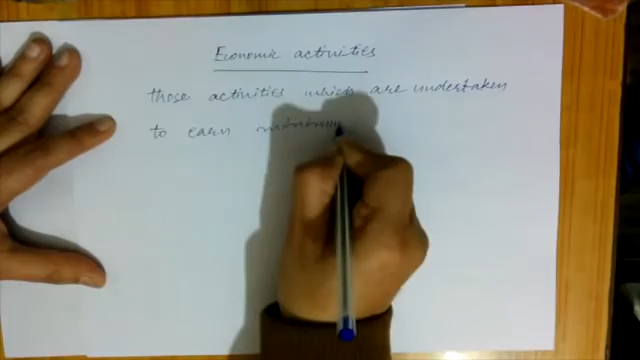 Economic activities
Those activities which are undertaken
to earn